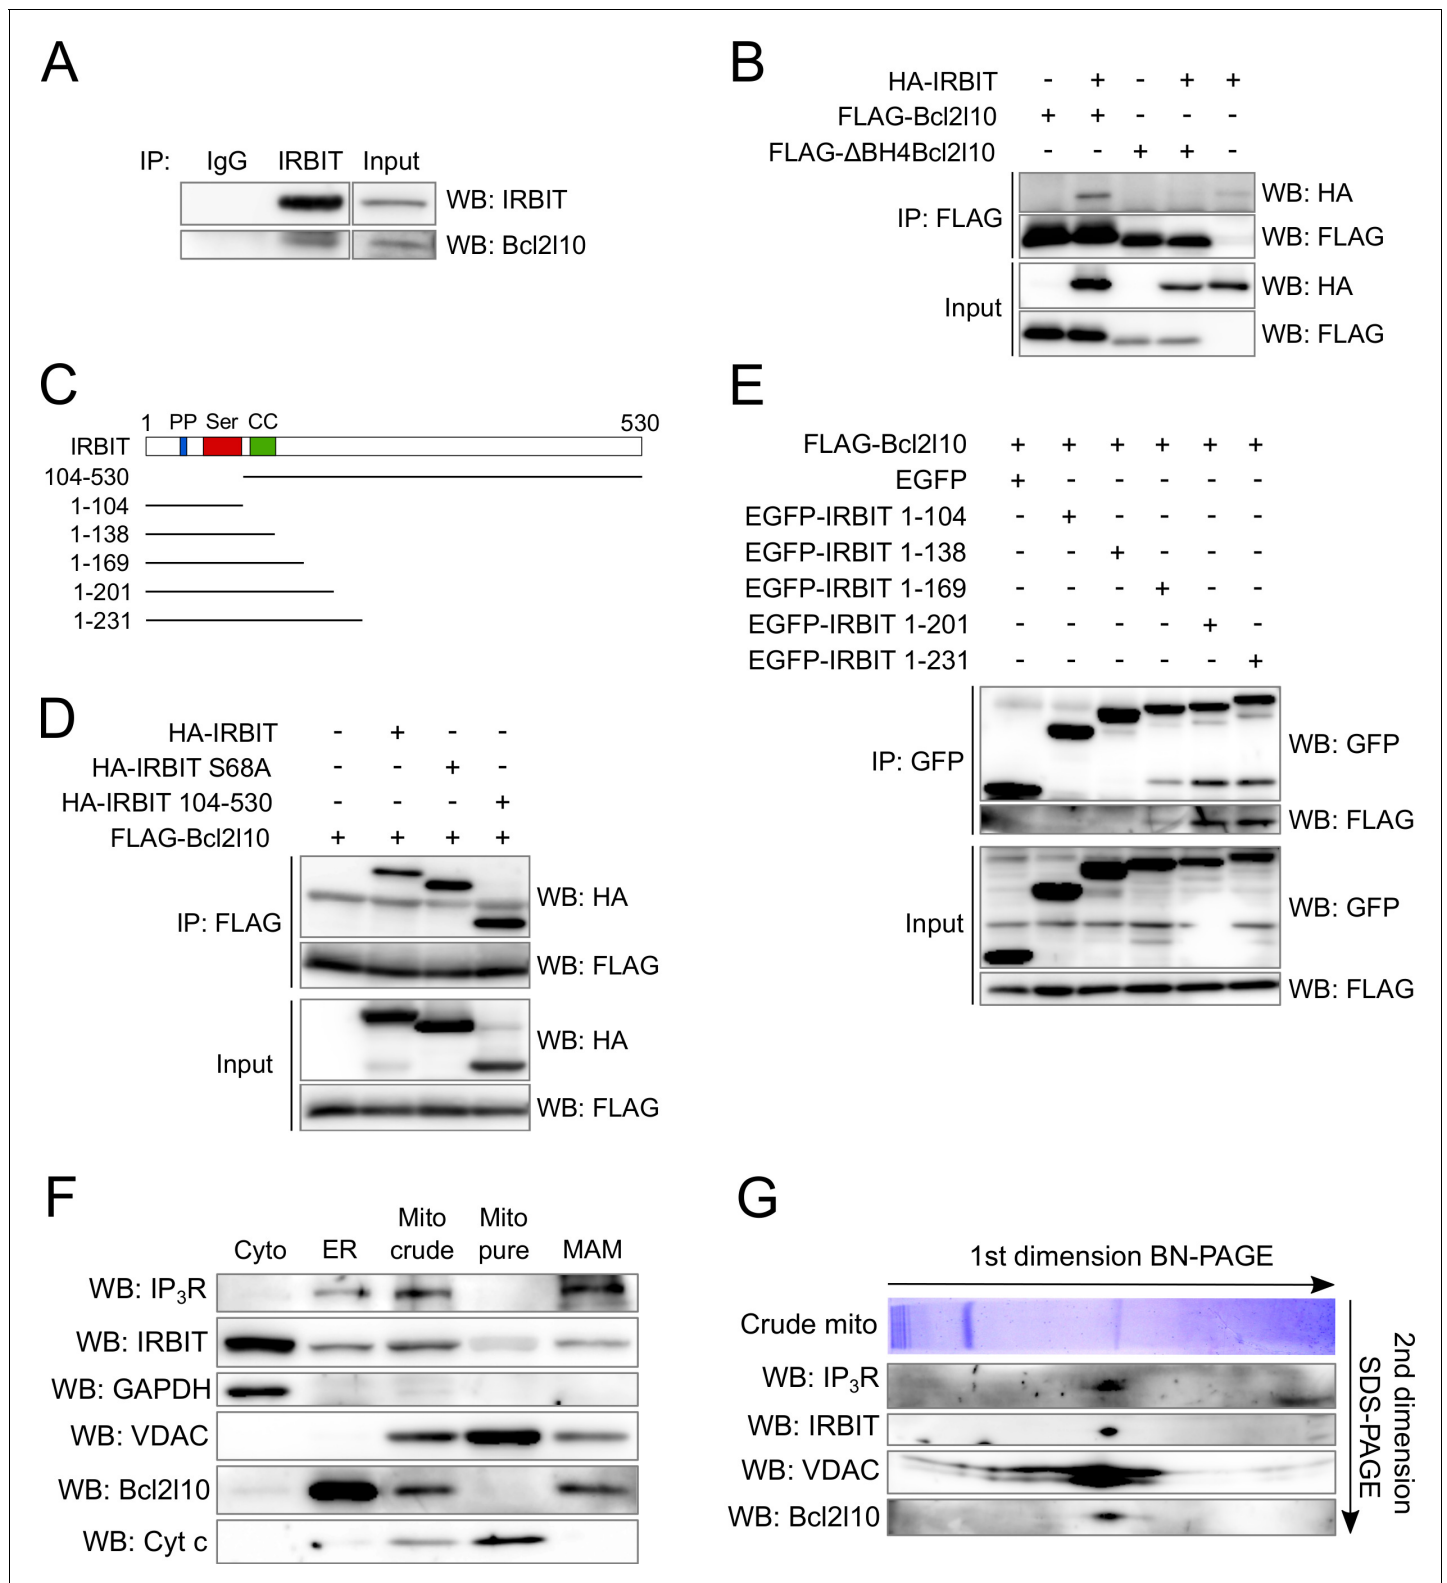 A
IP: IgG IRBIT Input
WB: IRBIT
WB: Bcl2l10
B
HA-IRBIT - + - + +
FLAG-Bcl2l10 + + - - -
FLAG-ΔBH4Bcl2l10 - - + + -
IP: FLAG
WB: HA
WB: FLAG
Input
WB: HA
WB: FLAG
C
1 PP Ser CC 530
IRBIT
104-530
1-104
1-138
1-169
1-201
1-231
D
HA-IRBIT - + - -
HA-IRBIT S68A - - + -
HA-IRBIT 104-530 - - - +
FLAG-Bcl2l10 + + + +
IP: FLAG
WB: HA
WB: FLAG
Input
WB: HA
WB: FLAG
E
FLAG-Bcl2l10 + + + + + +
EGFP + - - - - -
EGFP-IRBIT 1-104 - + - - - -
EGFP-IRBIT 1-138 - - + - - -
EGFP-IRBIT 1-169 - - - + - -
EGFP-IRBIT 1-201 - - - - + -
EGFP-IRBIT 1-231 - - - - - +
IP: GFP
WB: GFP
WB: FLAG
Input
WB: GFP
WB: FLAG
F
Cyto ER Mito crude Mito pure MAM
WB: IP₃R
WB: IRBIT
WB: GAPDH
WB: VDAC
WB: Bcl2l10
WB: Cyt c
G
1st dimension BN-PAGE
Crude mito
WB: IP₃R
WB: IRBIT
WB: VDAC
WB: Bcl2l10
2nd dimension
SDS-PAGE